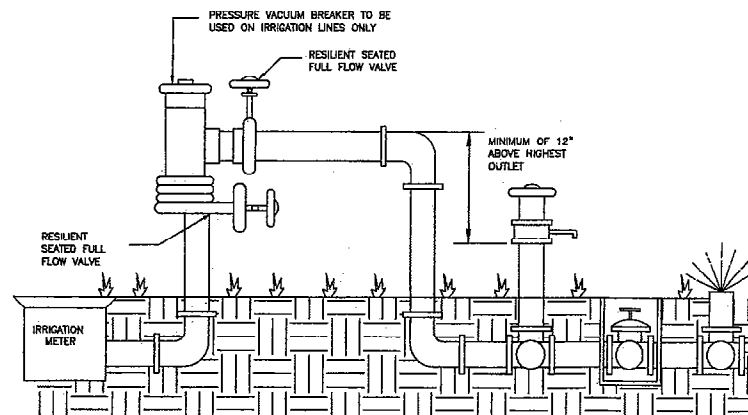 PRESSURE VACUUM BREAKER TO BE
USED ON IRRIGATION LINES ONLY
RESILIENT SEATED
FULL FLOW VALVE
MINIMUM OF 12"
ABOVE HIGHEST
OUTLET
RESILIENT
SEATED FULL
FLOW VALVE
IRRIGATION
METER